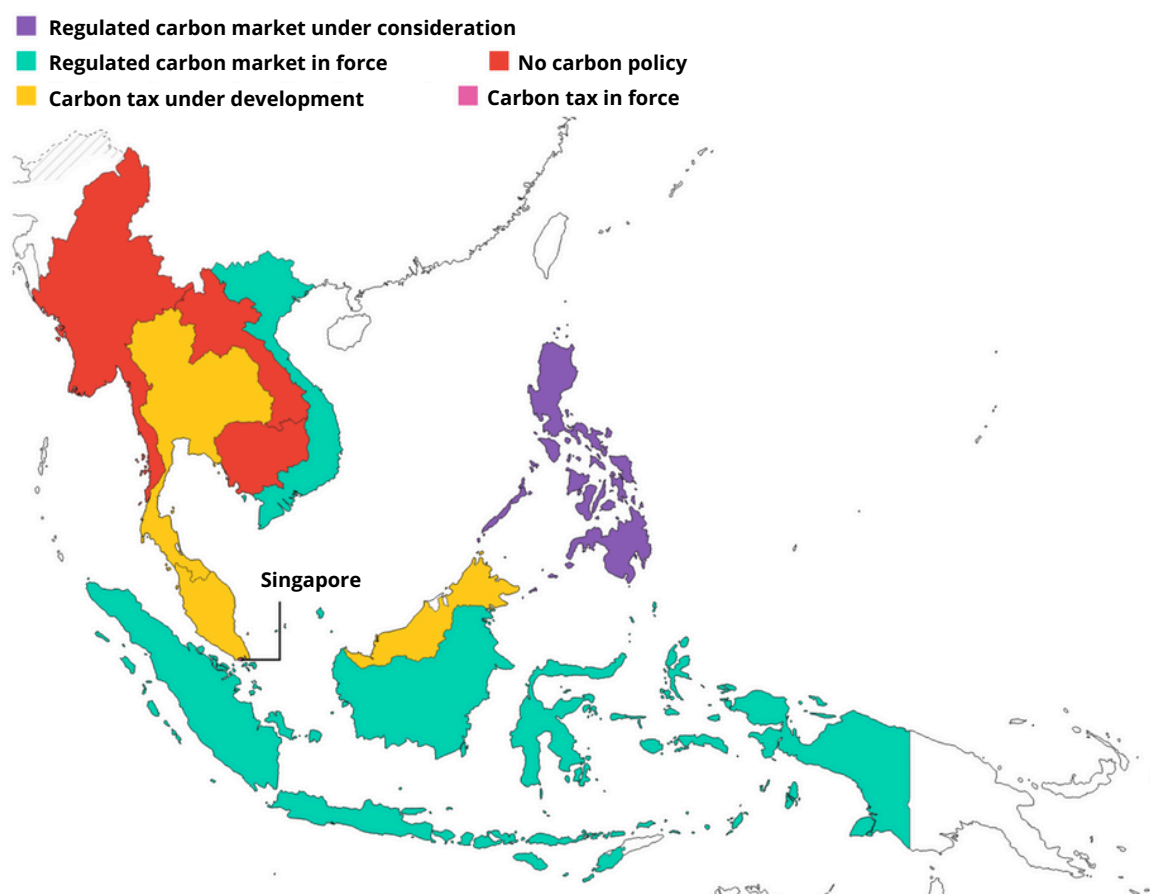 Regulated carbon market under consideration
Regulated carbon market in force
No carbon policy
Carbon tax under development
Carbon tax in force
Singapore